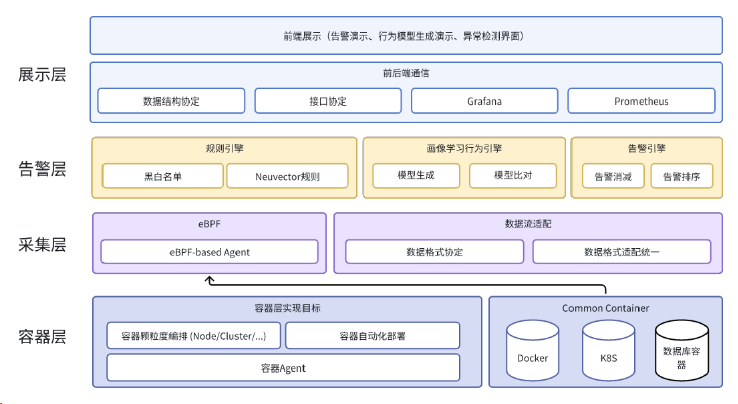 前端展示（告警演示、行为模型生成演示、异常检测界面）
展示层
前后端通信
数据结构协定
接口协定
Grafana
Prometheus
告警层
规则引擎
黑白名单
Neuvector规则
画像学习行为引擎
模型生成
模型比对
告警引擎
告警消减
告警排序
采集层
eBPF
eBPF-based Agent
数据流适配
数据格式协定
数据格式适配统一
容器层
容器层实现目标
容器颗粒度编排 (Node/Cluster/...)
容器自动化部署
容器Agent
Common Container
Docker
K8S
数据库容
器